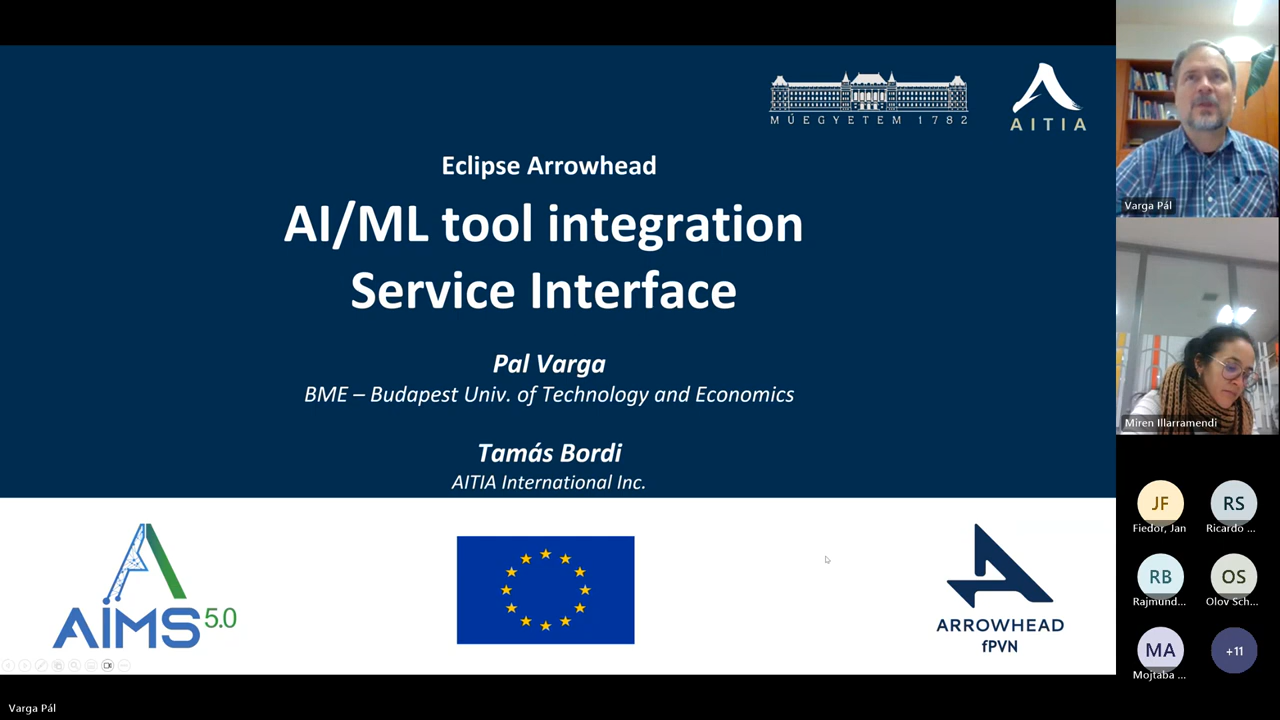 MŰEGYETEM 1782
AITIA
Eclipse Arrowhead
AI/ML tool integration
Service Interface
Pal Varga
BME – Budapest Univ. of Technology and Economics
Tamás Bordi
AITIA International Inc.
AIMS 5.0
ARROWHEAD
fPVN
Varga Pál
Miren Illarramendi
JF
RS
Fiedor, Jan
Ricardo ...
RB
OS
Rajmund...
Olov Sch...
MA
+11
Mojtaba ...
Varga Pál